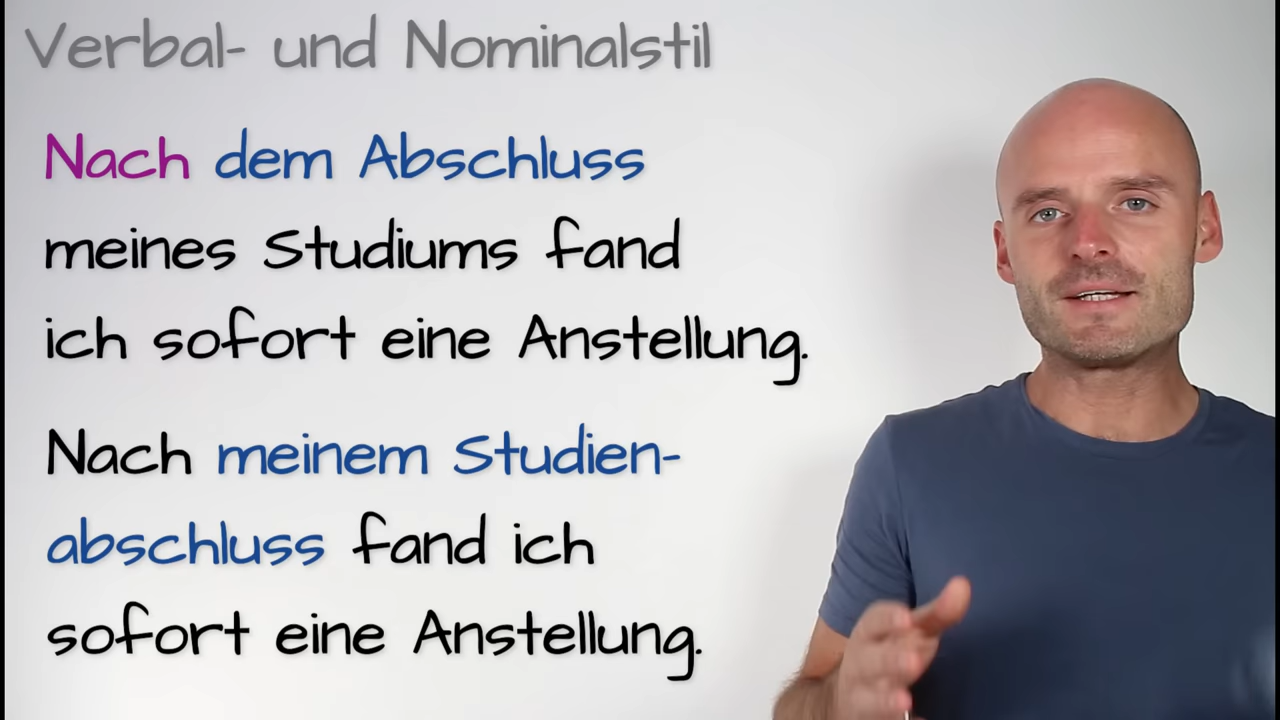 Verbal- und Nominalstil
Nach dem Abschluss
meines Studiums fand
ich sofort eine Anstellung.
Nach meinem Studien-
abschluss fand ich
sofort eine Anstellung.